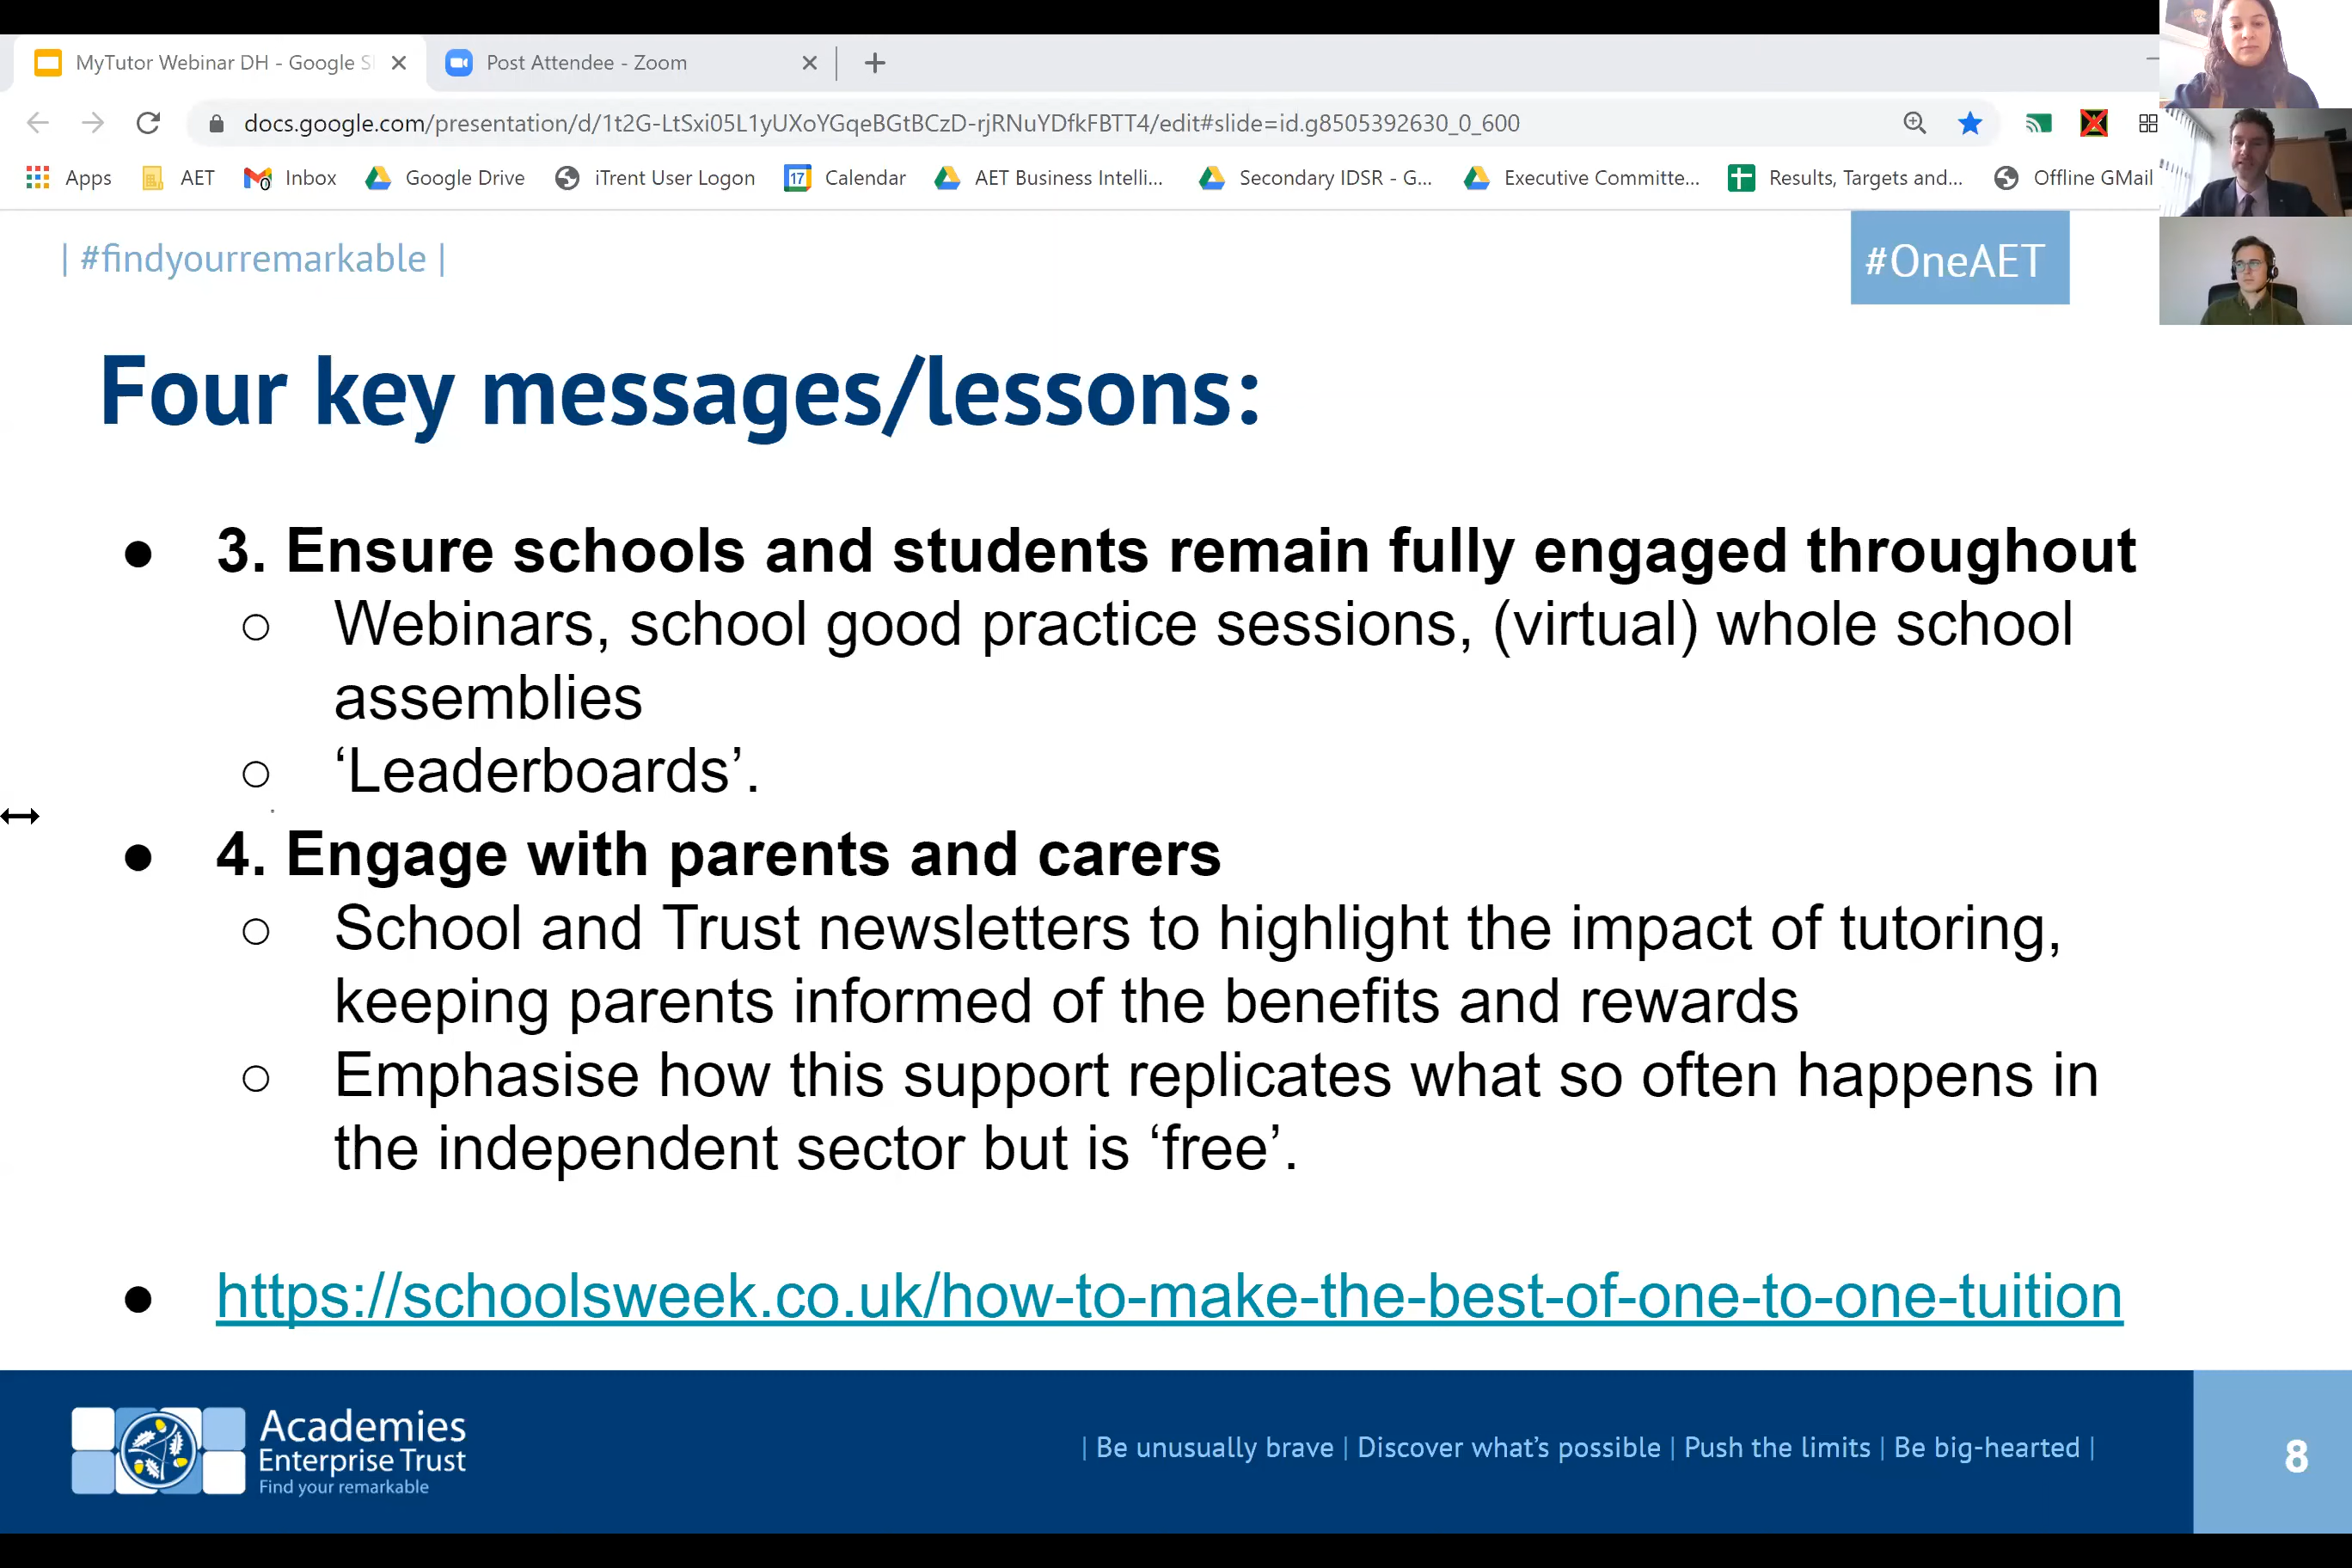 MyTutor Webinar DH - Google Sl
Post Attendee - Zoom
docs.google.com/presentation/d/1t2G-LtSxi05L1yUXoYGqeBGtBCzD-rjRNuYDfkFBTT4/edit#slide=id.g8505392630_0_600
Apps AET Inbox Google Drive iTrent User Logon 17 Calendar AET Business Intelli... Secondary IDSR - G... Executive Committe... Results, Targets and... Offline GMail
| #findyourremarkable |
#OneAET
Four key messages/lessons:
● 3. Ensure schools and students remain fully engaged throughout
○ Webinars, school good practice sessions, (virtual) whole school
assemblies
○ ‘Leaderboards’.
● 4. Engage with parents and carers
○ School and Trust newsletters to highlight the impact of tutoring,
keeping parents informed of the benefits and rewards
○ Emphasise how this support replicates what so often happens in
the independent sector but is ‘free’.
● https://schoolsweek.co.uk/how-to-make-the-best-of-one-to-one-tuition
Academies
Enterprise Trust
Find your remarkable
| Be unusually brave | Discover what’s possible | Push the limits | Be big-hearted |
8